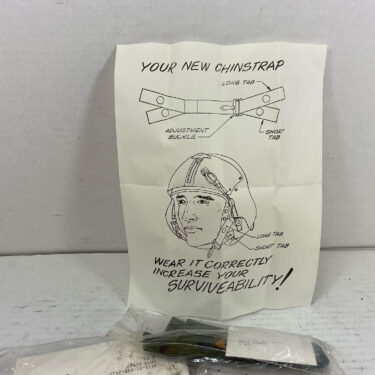 YOUR NEW CHINSTRAP
LONG TAB
ADJUSTMENT
BUCKLE
SHORT
TAB
LONG TAB
SHORT TAB
WEAR IT CORRECTLY
INCREASE YOUR
SURVIVEABILITY!